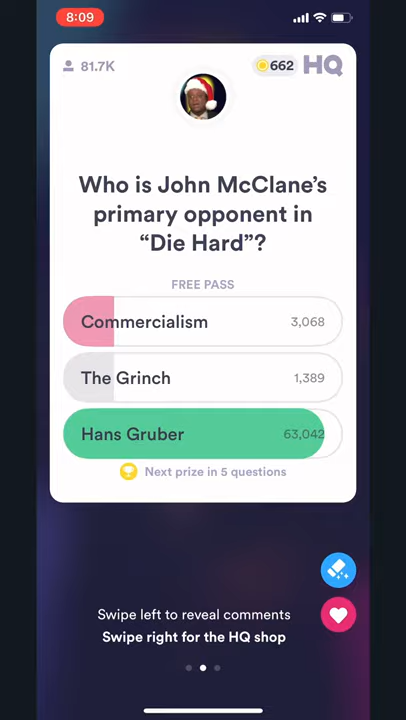 8:09
81.7K
662 HQ
Who is John McClane's
primary opponent in
“Die Hard”?
FREE PASS
Commercialism 3,068
The Grinch 1,389
Hans Gruber 63,042
Next prize in 5 questions
Swipe left to reveal comments
Swipe right for the HQ shop